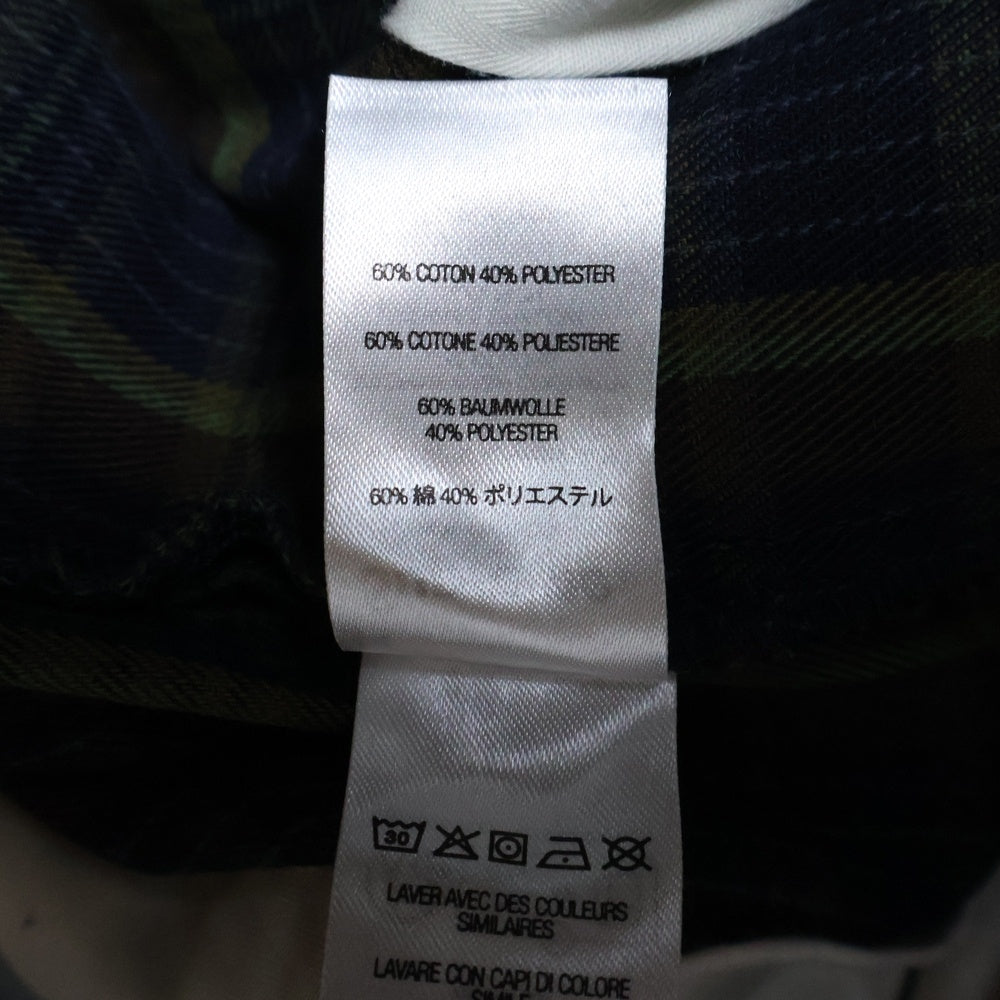 60% COTON 40% POLYESTER
60% COTONE 40% POLIESTERE
60% BAUMWOLLE
40% POLYESTER
60% 綿 40% ポリエステル
30
LAVER AVEC DES COULEURS
SIMILAIRES
LAVARE CON CAPI DI COLORE
SIMILE